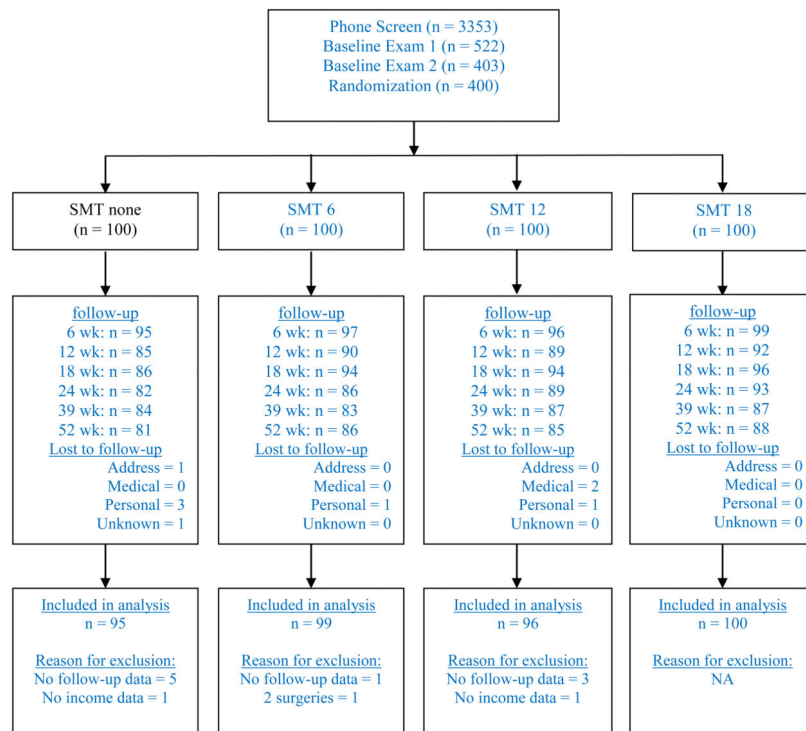 Phone Screen (n = 3353)
Baseline Exam 1 (n = 522)
Baseline Exam 2 (n = 403)
Randomization (n = 400)
SMT none
(n = 100)
SMT 6
(n = 100)
SMT 12
(n = 100)
SMT 18
(n = 100)
follow-up
6 wk: n = 95
12 wk: n = 85
18 wk: n = 86
24 wk: n = 82
39 wk: n = 84
52 wk: n = 81
Lost to follow-up
Address = 1
Medical = 0
Personal = 3
Unknown = 1
follow-up
6 wk: n = 97
12 wk: n = 90
18 wk: n = 94
24 wk: n = 86
39 wk: n = 83
52 wk: n = 86
Lost to follow-up
Address = 0
Medical = 0
Personal = 1
Unknown = 0
follow-up
6 wk: n = 96
12 wk: n = 89
18 wk: n = 94
24 wk: n = 89
39 wk: n = 87
52 wk: n = 85
Lost to follow-up
Address = 0
Medical = 2
Personal = 1
Unknown = 0
follow-up
6 wk: n = 99
12 wk: n = 92
18 wk: n = 96
24 wk: n = 93
39 wk: n = 87
52 wk: n = 88
Lost to follow-up
Address = 0
Medical = 0
Personal = 0
Unknown = 0
Included in analysis
n = 95
Reason for exclusion:
No follow-up data = 5
No income data = 1
Included in analysis
n = 99
Reason for exclusion:
No follow-up data = 1
2 surgeries = 1
Included in analysis
n = 96
Reason for exclusion:
No follow-up data = 3
No income data = 1
Included in analysis
n = 100
Reason for exclusion:
NA